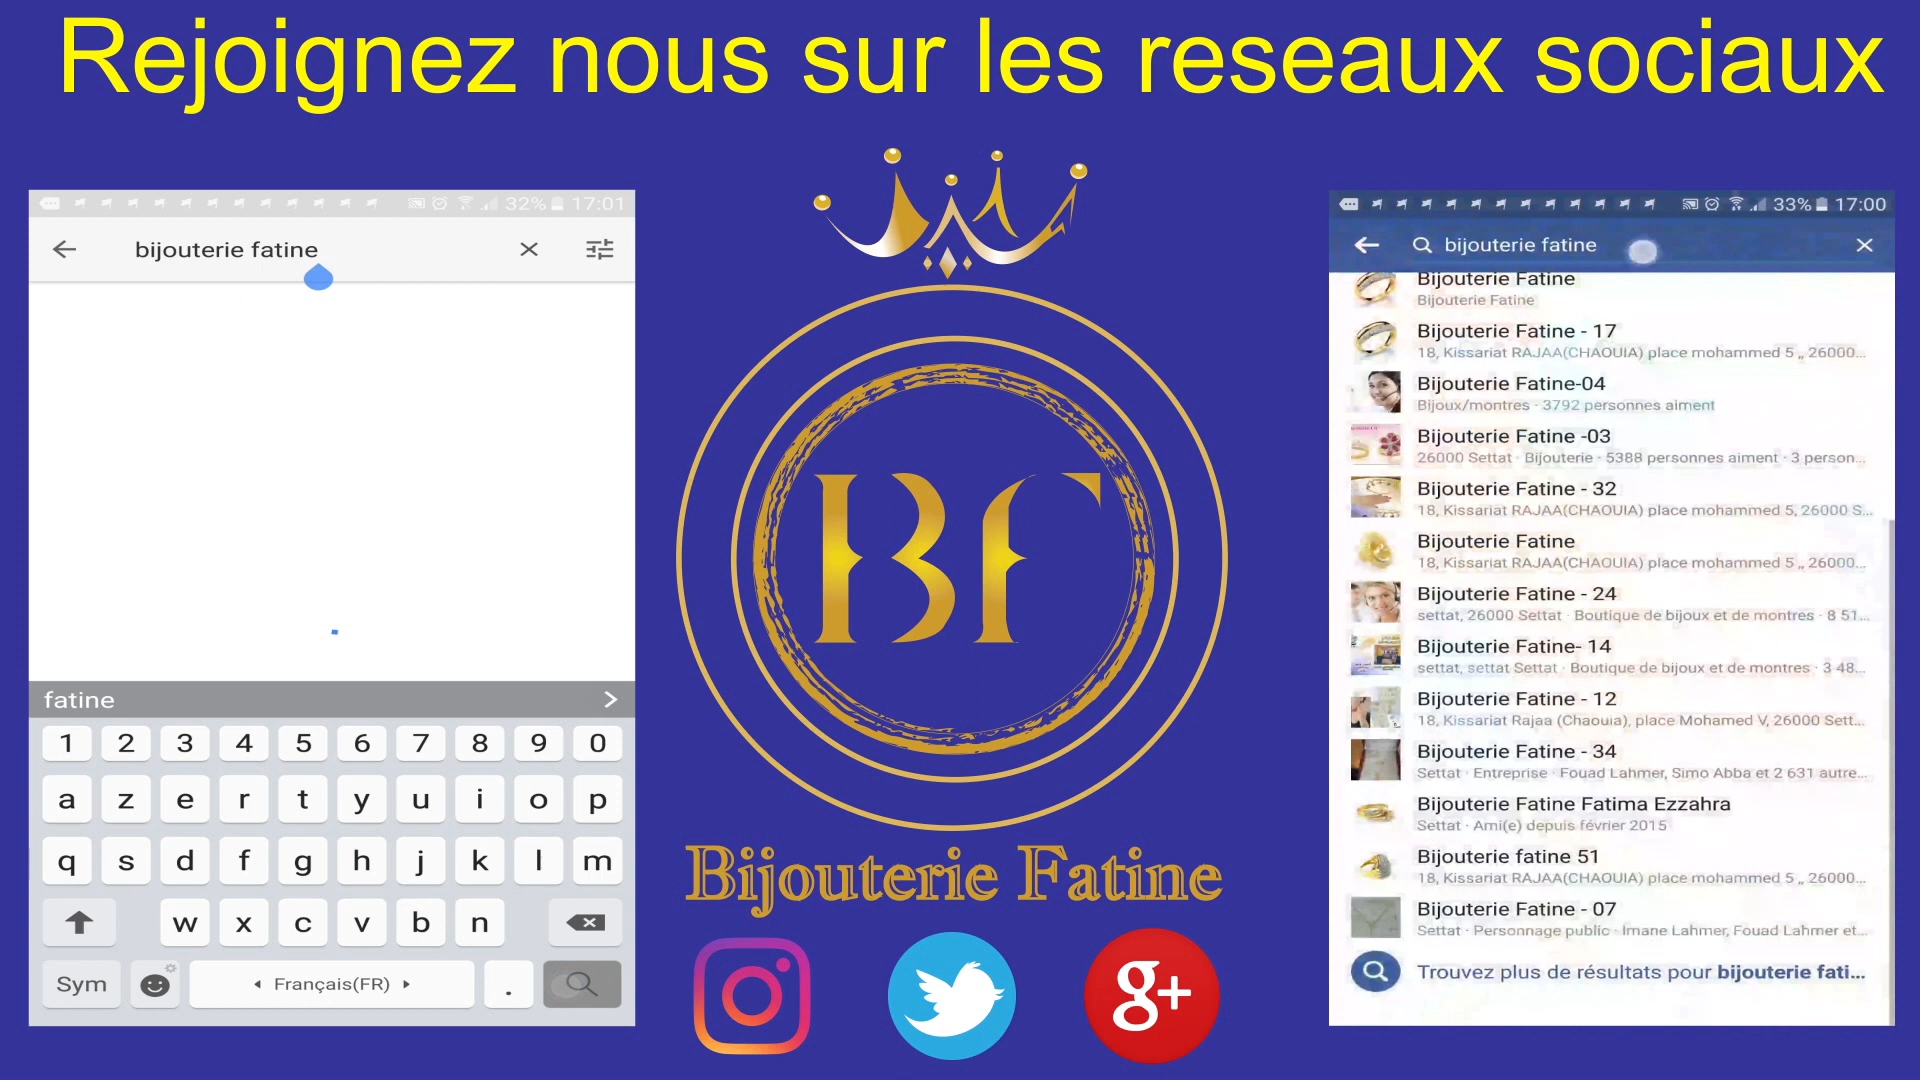 Rejoignez nous sur les reseaux sociaux
32% 17:01
bijouterie fatine
fatine
1 2 3 4 5 6 7 8 9 0
a z e r t y u i o p
q s d f g h j k l m
w x c v b n
Sym Français(FR) .
BF
Bijouterie Fatine
g+
33% 17:00
bijouterie fatine
Bijouterie Fatine
Bijouterie Fatine
Bijouterie Fatine - 17
18, Kissariat RAJAA(CHAOUIA) place mohammed 5 ,, 26000...
Bijouterie Fatine-04
Bijoux/montres · 3792 personnes aiment
Bijouterie Fatine -03
26000 Settat · Bijouterie · 5388 personnes aiment · 3 person...
Bijouterie Fatine - 32
18, Kissariat RAJAA(CHAOUIA) place mohammed 5, 26000 S...
Bijouterie Fatine
18, Kissariat RAJAA(CHAOUIA) place mohammed 5 ,, 26000...
Bijouterie Fatine - 24
settat, 26000 Settat · Boutique de bijoux et de montres · 8 51...
Bijouterie Fatine- 14
settat, settat Settat · Boutique de bijoux et de montres · 3 48...
Bijouterie Fatine - 12
18, Kissariat Rajaa (Chaouia), place Mohamed V, 26000 Sett...
Bijouterie Fatine - 34
Settat · Entreprise · Fouad Lahmer, Simo Abba et 2 631 autre...
Bijouterie Fatine Fatima Ezzahra
Settat · Ami(e) depuis février 2015
Bijouterie fatine 51
18, Kissariat RAJAA(CHAOUIA) place mohammed 5 ,, 26000...
Bijouterie Fatine - 07
Settat · Personnage public · Imane Lahmer, Fouad Lahmer et...
Trouvez plus de résultats pour bijouterie fati...